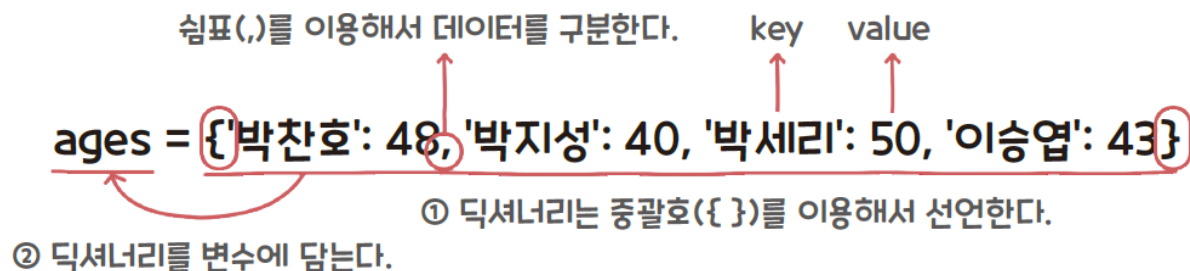 쉼표(,)를 이용해서 데이터를 구분한다. key value
ages = {'박찬호': 48, '박지성': 40, '박세리': 50, '이승엽': 43}
① 딕셔너리는 중괄호({ })를 이용해서 선언한다.
② 딕셔너리를 변수에 담는다.